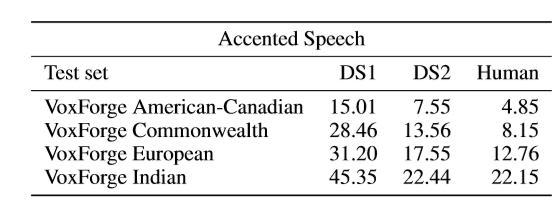 Accented Speech
Test set DS1 DS2 Human
VoxForge American-Canadian 15.01 7.55 4.85
VoxForge Commonwealth 28.46 13.56 8.15
VoxForge European 31.20 17.55 12.76
VoxForge Indian 45.35 22.44 22.15